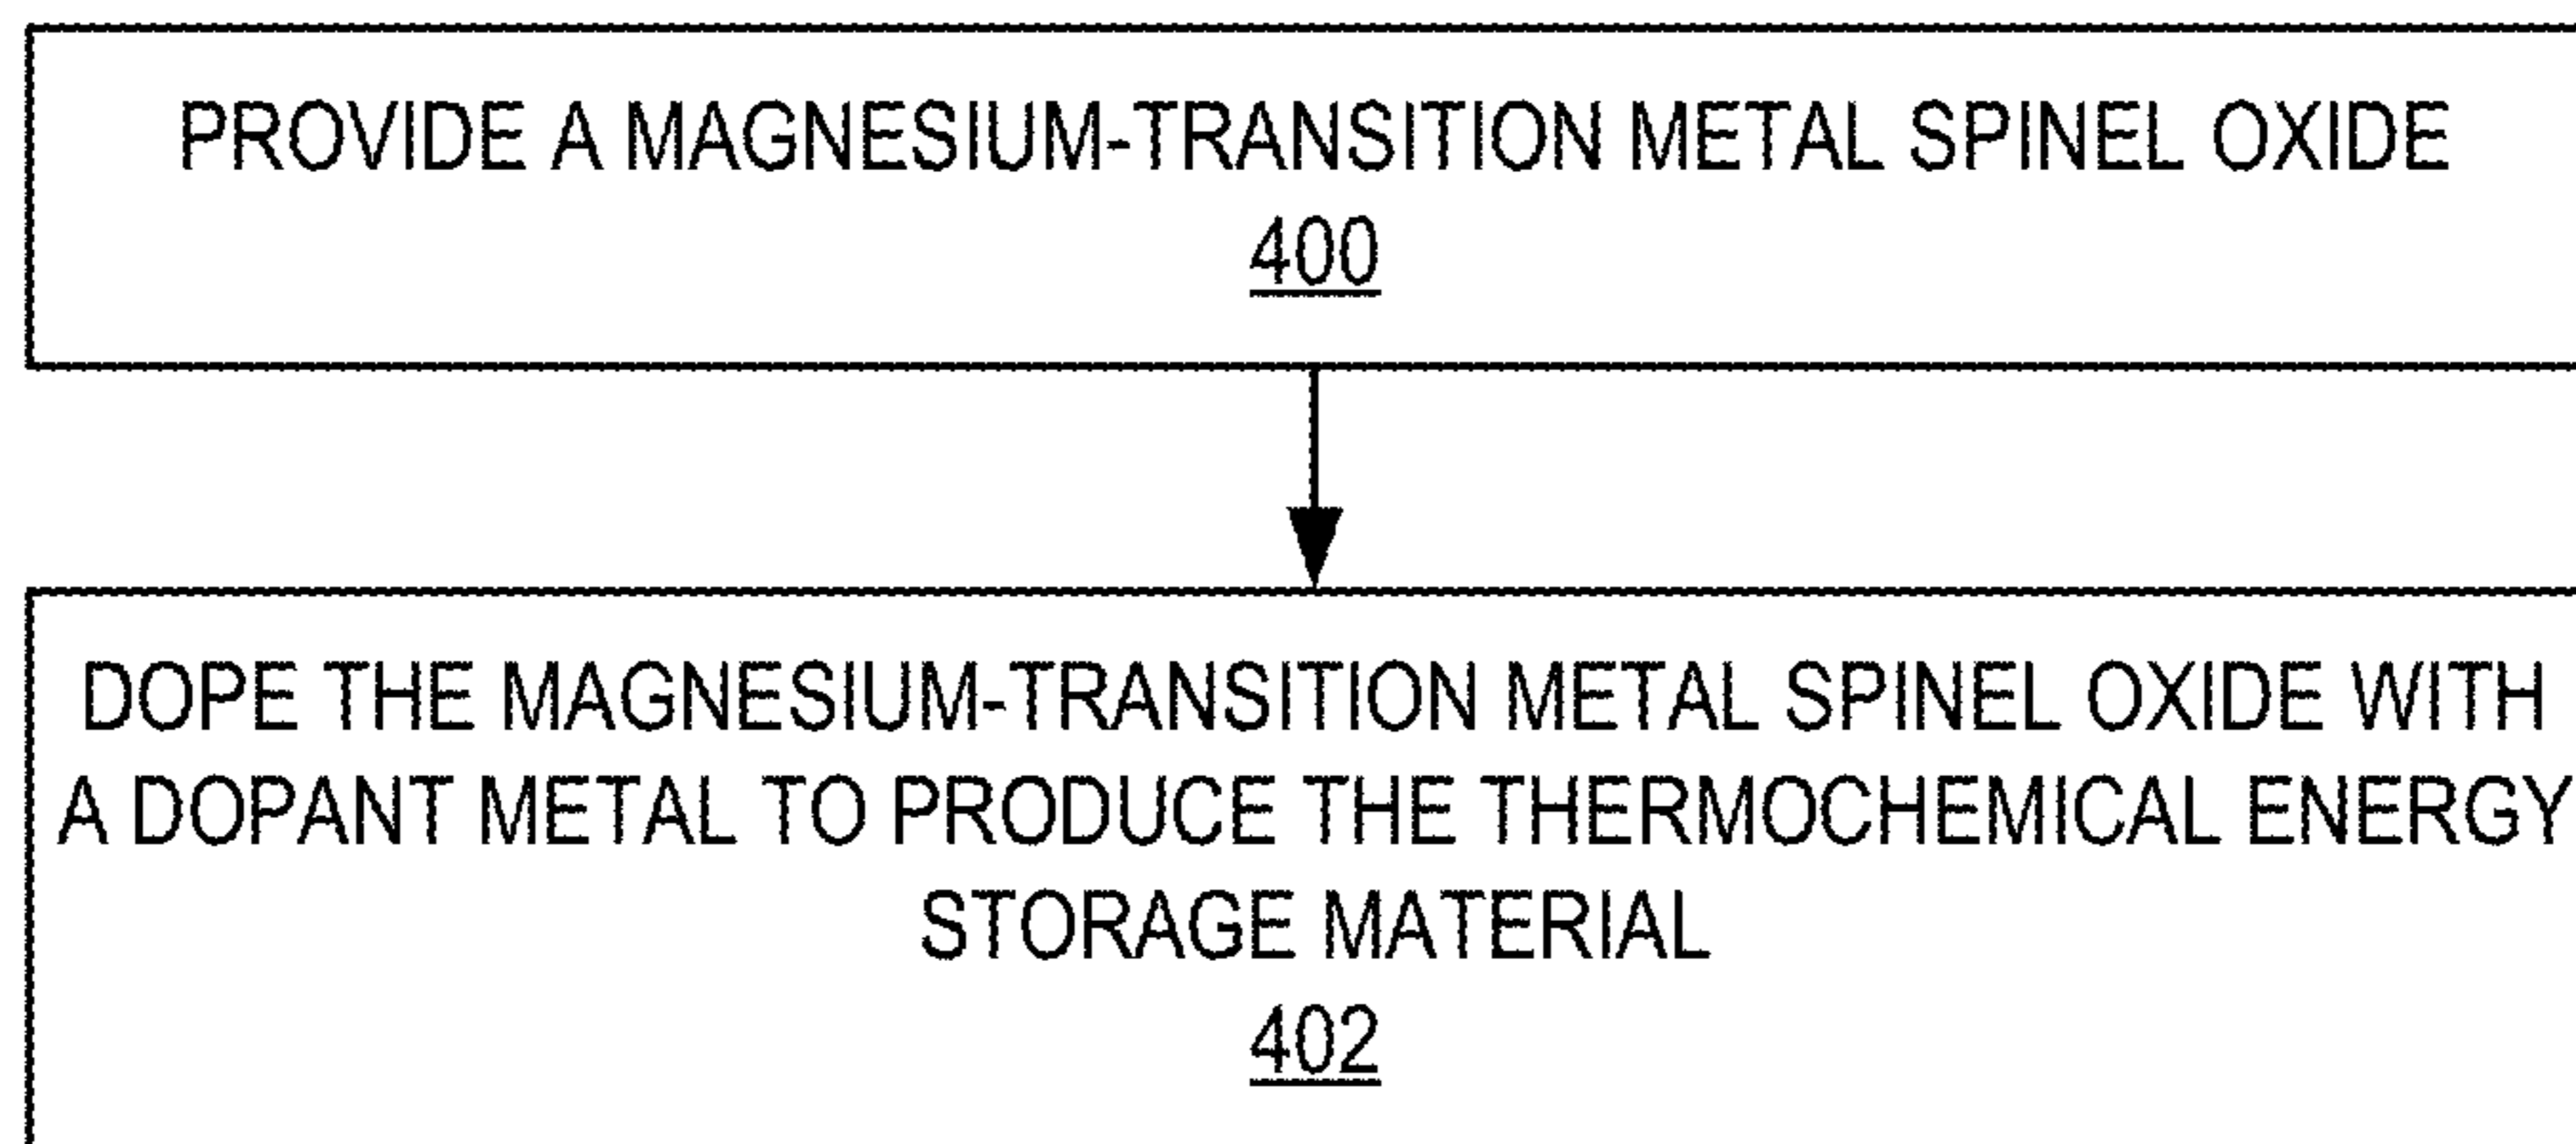 PROVIDE A MAGNESIUM-TRANSITION METAL SPINEL OXIDE
400
DOPE THE MAGNESIUM-TRANSITION METAL SPINEL OXIDE WITH
A DOPANT METAL TO PRODUCE THE THERMOCHEMICAL ENERGY
STORAGE MATERIAL
402